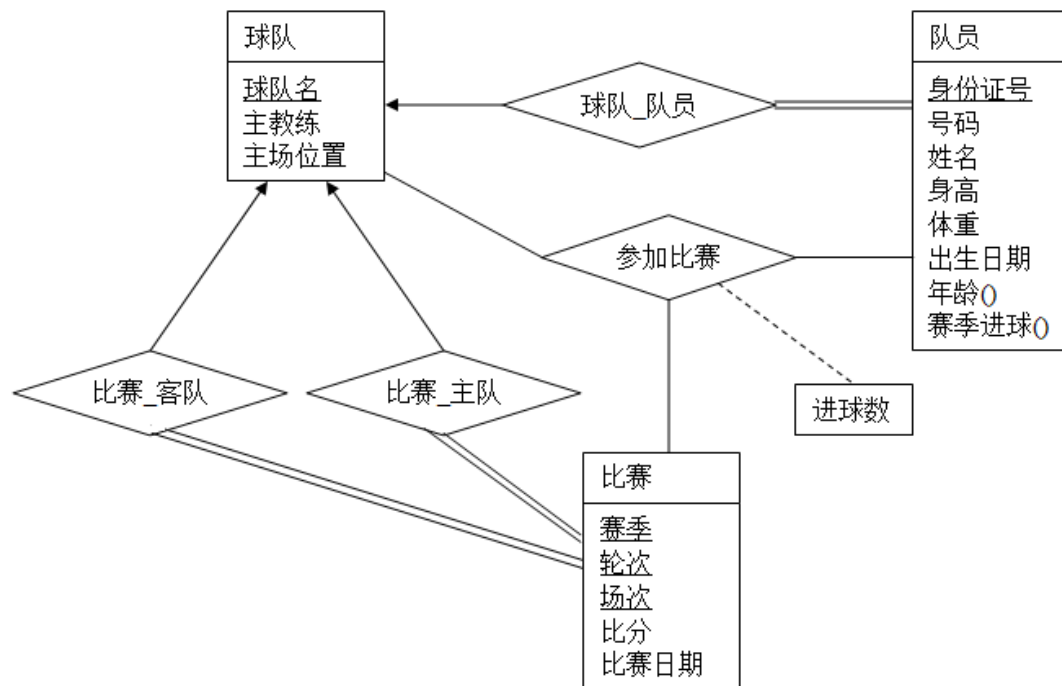 球队
球队名
主教练
主场位置
球队_队员
队员
身份证号
号码
姓名
身高
体重
出生日期
年龄()
赛季进球()
参加比赛
比赛_客队
比赛_主队
进球数
比赛
赛季
轮次
场次
比分
比赛日期